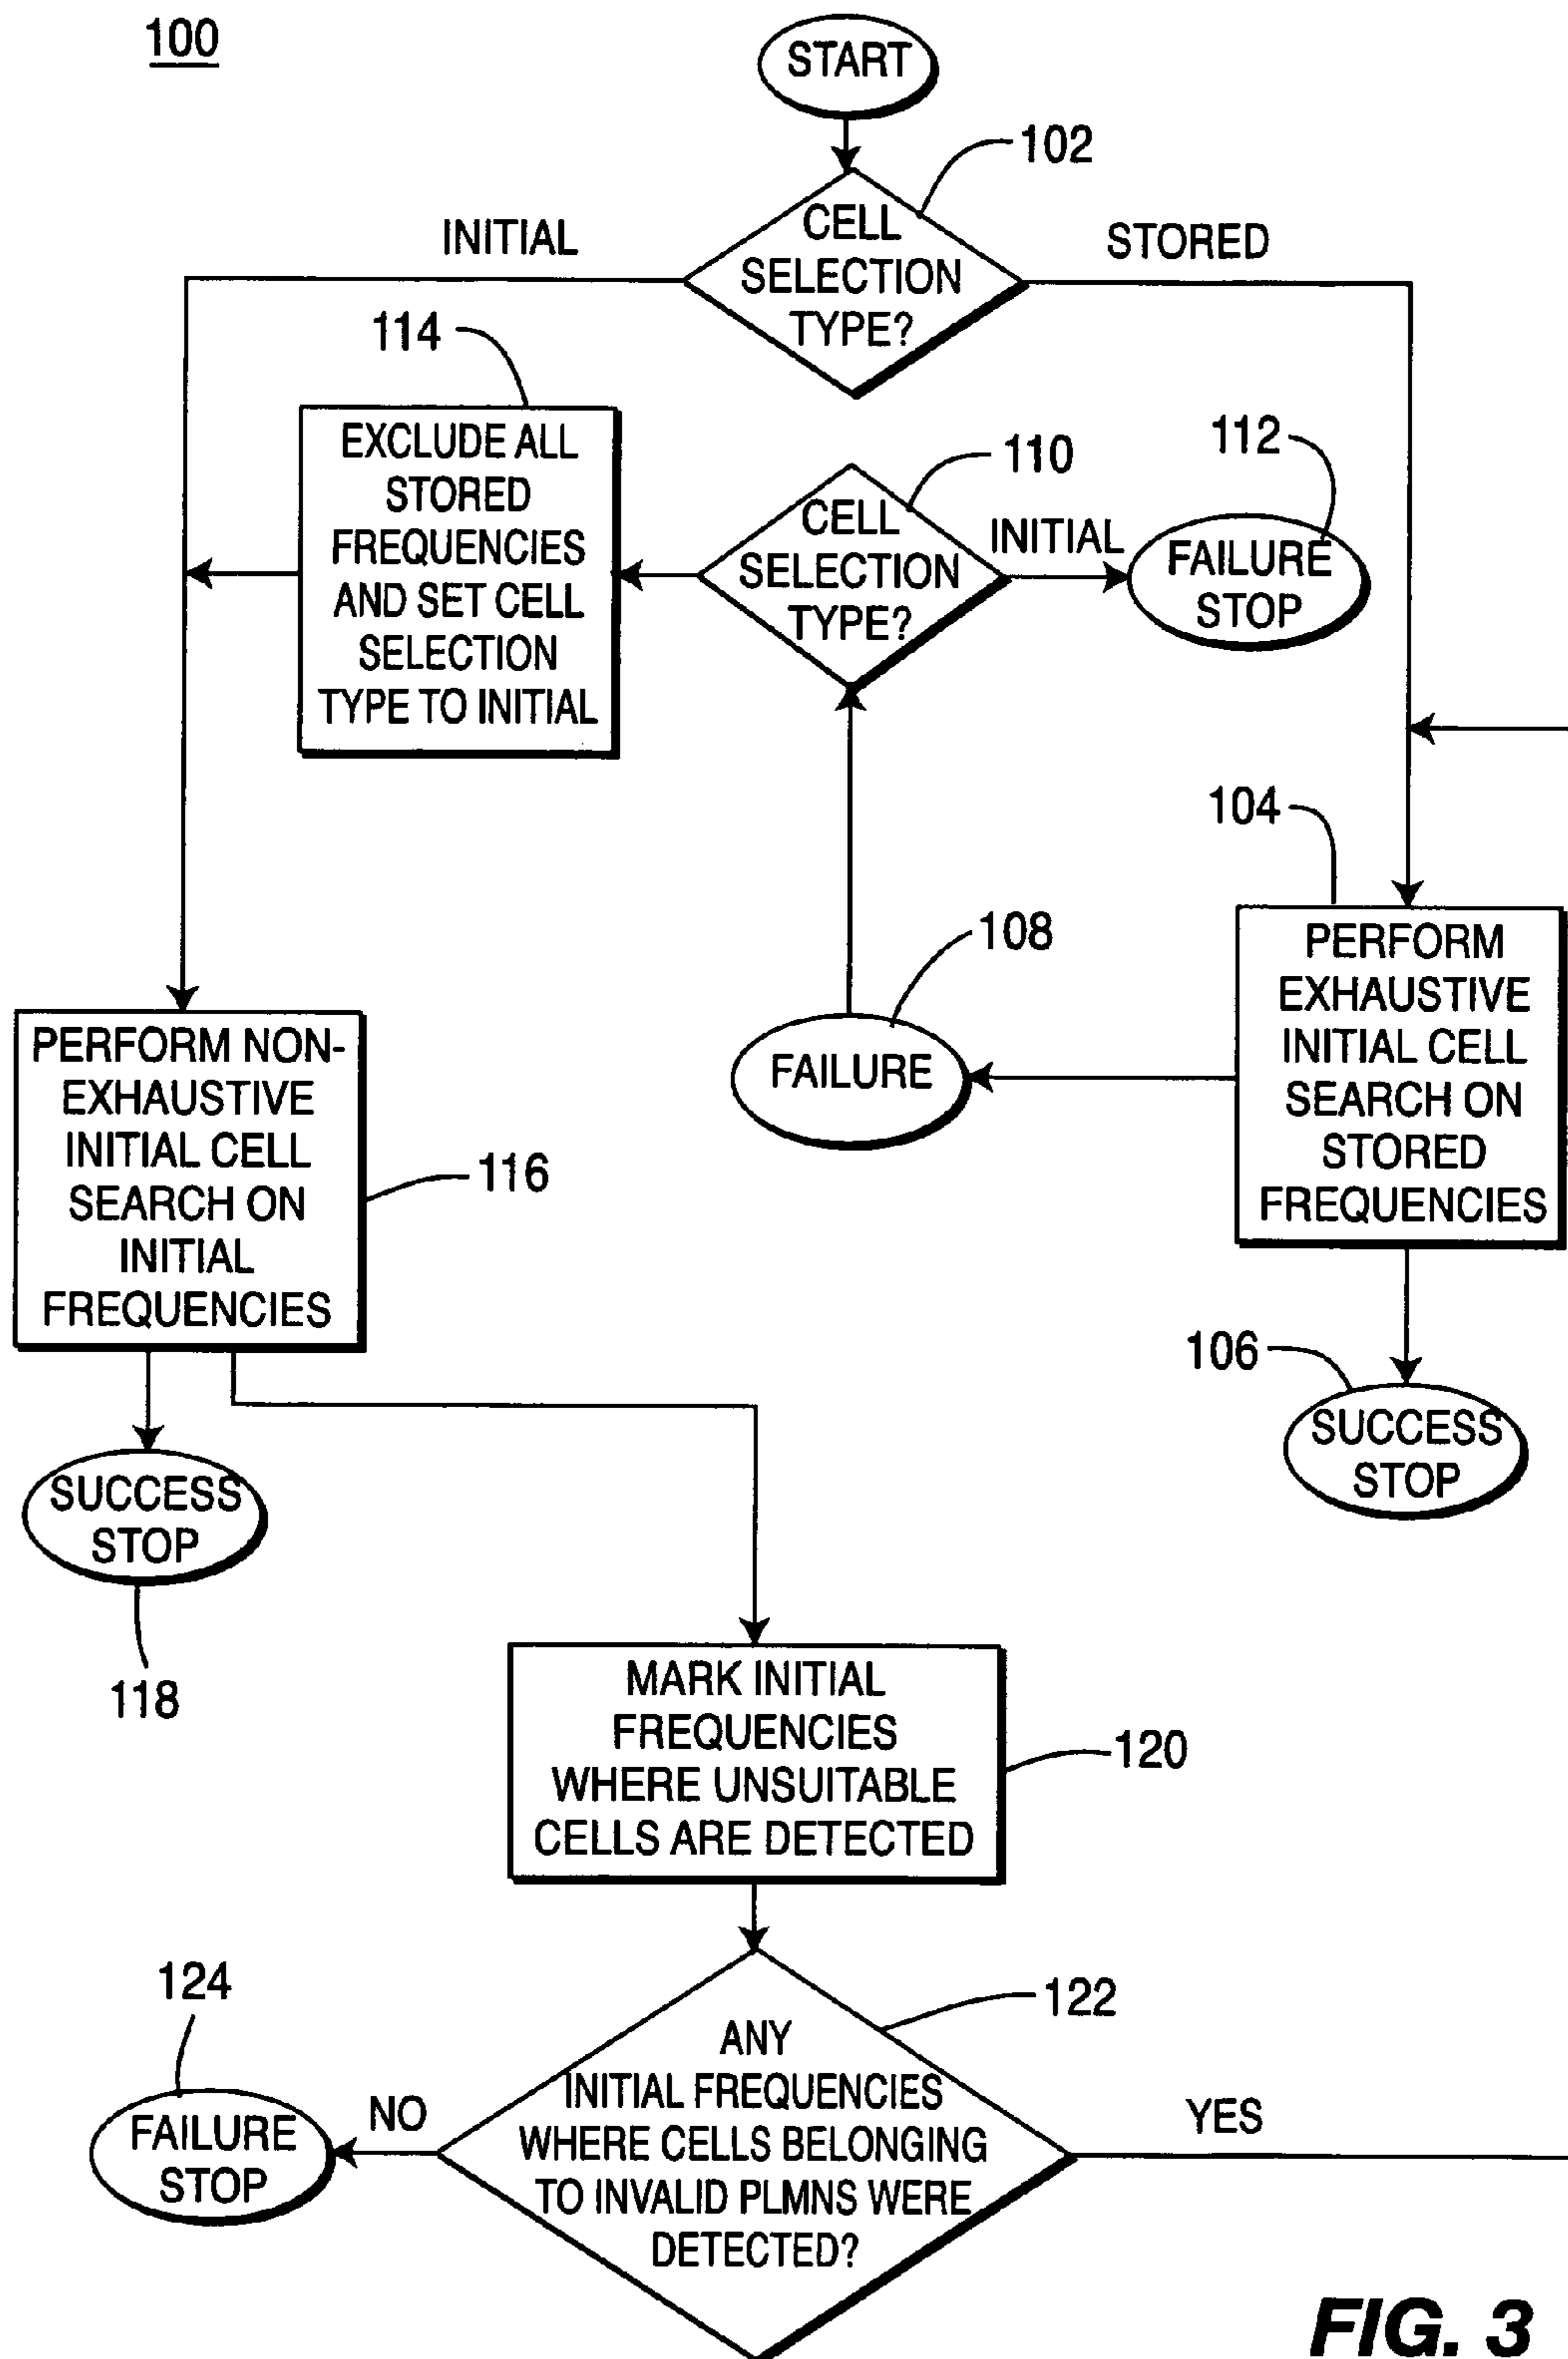 100
START
102
CELL
SELECTION
TYPE?
INITIAL
STORED
114
EXCLUDE ALL
STORED
FREQUENCIES
AND SET CELL
SELECTION
TYPE TO INITIAL
110
CELL
SELECTION
TYPE?
INITIAL
112
FAILURE
STOP
104
PERFORM
EXHAUSTIVE
INITIAL CELL
SEARCH ON
STORED
FREQUENCIES
108
FAILURE
PERFORM NON-
EXHAUSTIVE
INITIAL CELL
SEARCH ON
INITIAL
FREQUENCIES
116
106
SUCCESS
STOP
SUCCESS
STOP
118
MARK INITIAL
FREQUENCIES
WHERE UNSUITABLE
CELLS ARE DETECTED
120
122
ANY
INITIAL FREQUENCIES
WHERE CELLS BELONGING
TO INVALID PLMNS WERE
DETECTED?
124
FAILURE
STOP
NO
YES
FIG. 3